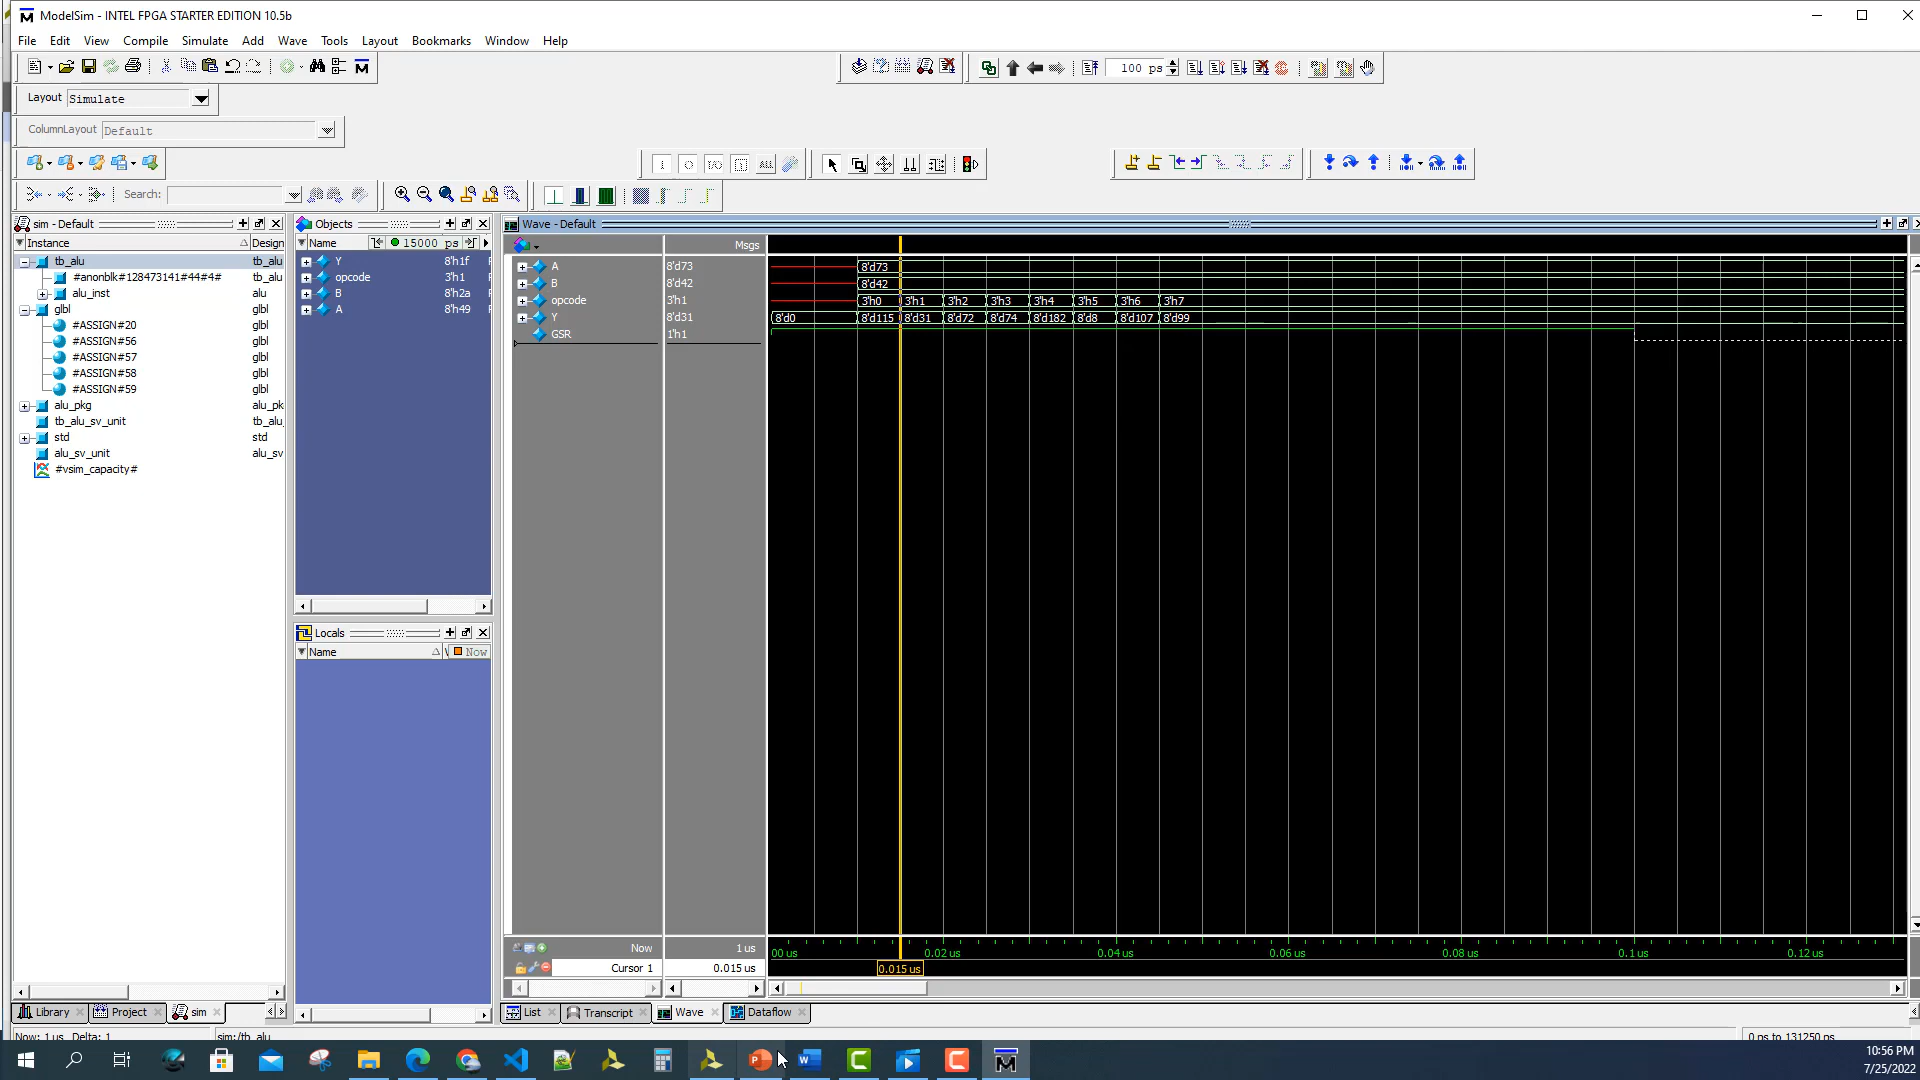 ModelSim - INTEL FPGA STARTER EDITION 10.5b
File Edit View Compile Simulate Add Wave Tools Layout Bookmarks Window Help
100 ps
Layout Simulate
ColumnLayout Default
Search:
sim - Default
Instance Design
tb_alu tb_alu
#anonblk#128473141#44#4# tb_alu
alu_inst alu
glbl glbl
#ASSIGN#20 glbl
#ASSIGN#56 glbl
#ASSIGN#57 glbl
#ASSIGN#58 glbl
#ASSIGN#59 glbl
alu_pkg alu_pk
tb_alu_sv_unit tb_alu_
std std
alu_sv_unit alu_sv
#vsim_capacity#
Objects
Name 15000 ps
Y 8'h1f
opcode 3'h1
B 8'h2a
A 8'h49
Locals
Name Now
Wave - Default
Msgs
A 8'd73 8'd73
B 8'd42 8'd42
opcode 3'h1 3'h0 3'h1 3'h2 3'h3 3'h4 3'h5 3'h6 3'h7
Y 8'd31 8'd0 8'd115 8'd31 8'd72 8'd74 8'd182 8'd8 8'd107 8'd99
GSR 1'h1
Now 1 us 00 us 0.02 us 0.04 us 0.06 us 0.08 us 0.1 us 0.12 us
Cursor 1 0.015 us 0.015 us
Library Project sim
List Transcript Wave Dataflow
Now: 1 us Delta: 1 sim:/tb_alu 0 ps to 131250 ps
10:56 PM
7/25/2022